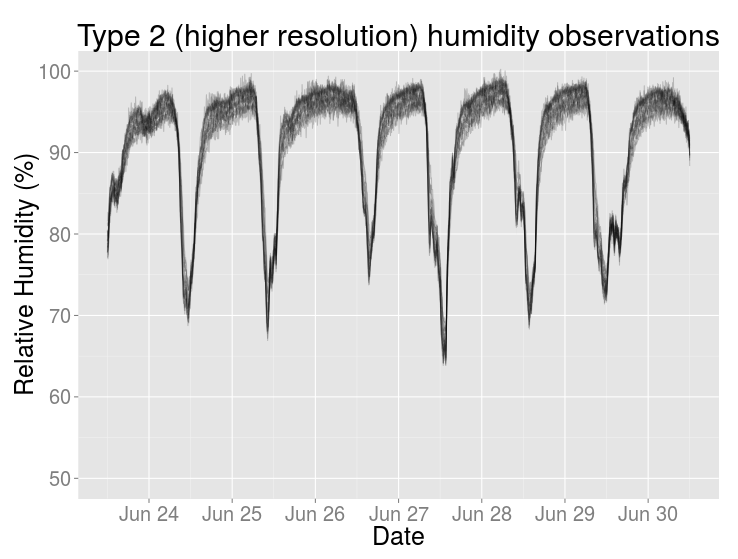 Type 2 (higher resolution) humidity observations
Relative Humidity (%)
100
90
80
70
60
50
Jun 24 Jun 25 Jun 26 Jun 27 Jun 28 Jun 29 Jun 30
Date